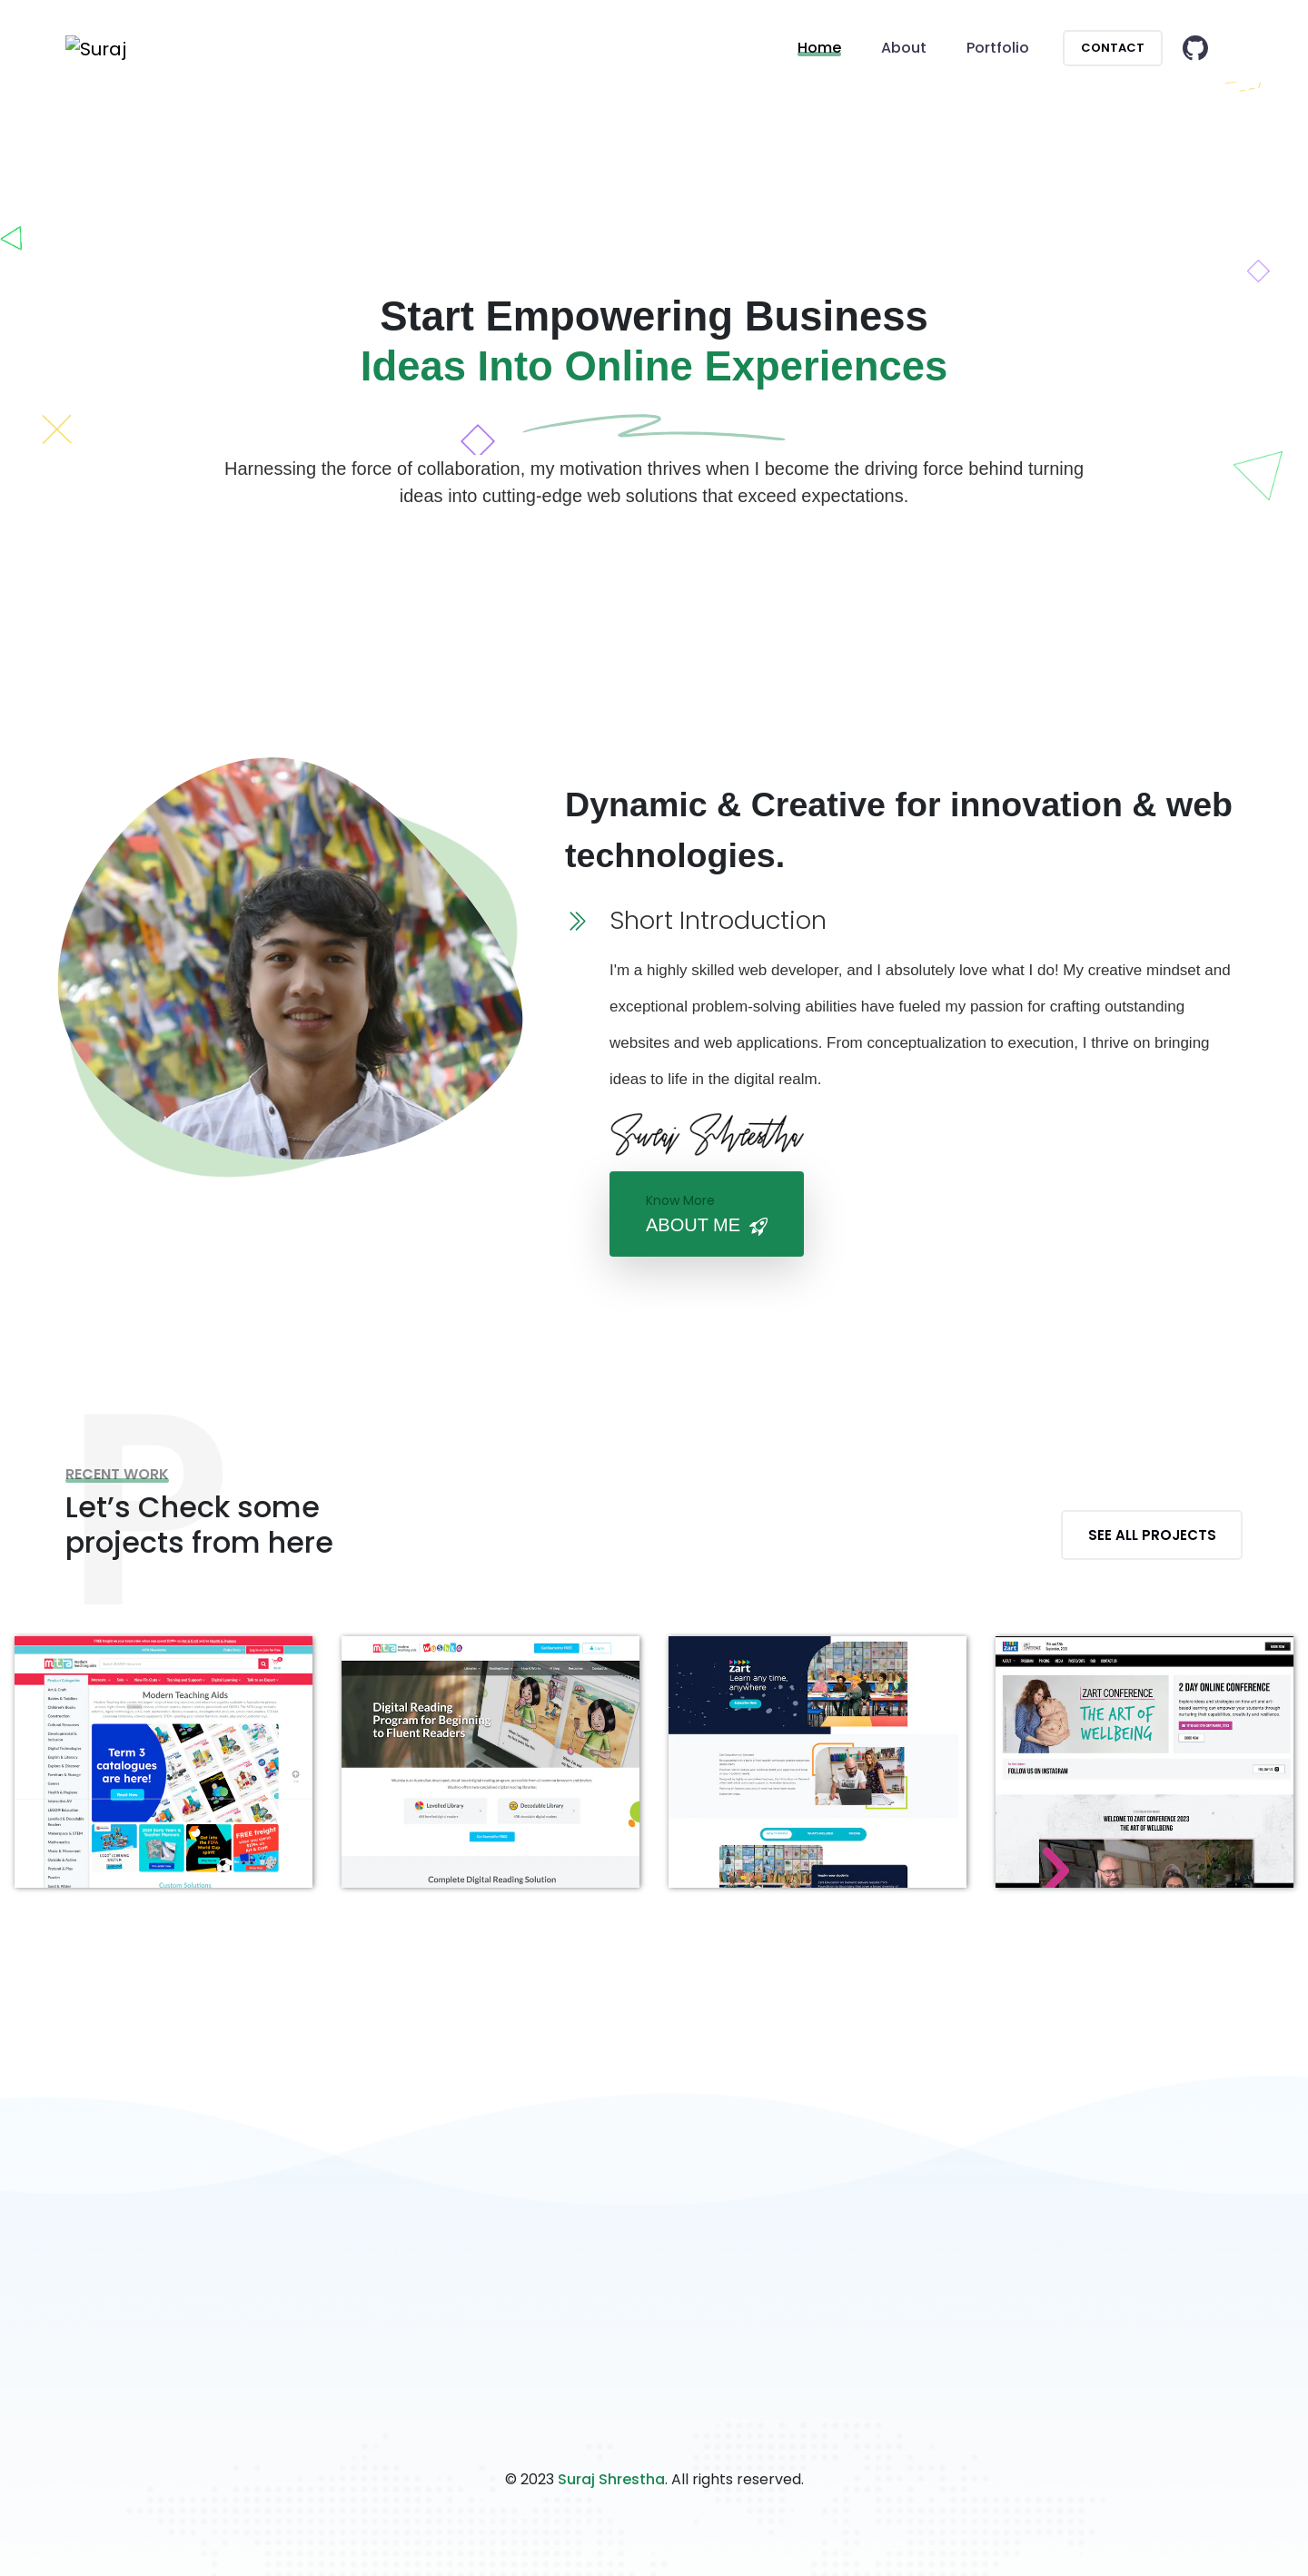 Suraj
Home About Portfolio CONTACT
Start Empowering Business
Ideas Into Online Experiences
Harnessing the force of collaboration, my motivation thrives when I become the driving force behind turning
ideas into cutting-edge web solutions that exceed expectations.
Dynamic & Creative for innovation & web
technologies.
Short Introduction
I'm a highly skilled web developer, and I absolutely love what I do! My creative mindset and
exceptional problem-solving abilities have fueled my passion for crafting outstanding
websites and web applications. From conceptualization to execution, I thrive on bringing
ideas to life in the digital realm.
Suraj Shrestha
Know More
ABOUT ME
P
RECENT WORK
Let’s Check some
projects from here
SEE ALL PROJECTS
mta modern teaching aids
Modern Teaching Aids
Term 3
catalogues
are here!
Read Now
Custom Solutions
Digital Reading
Program for Beginning
to Fluent Readers
Levelled Library
Decodable Library
Complete Digital Reading Solution
zart
Learn any time,
anywhere
zart
ZART CONFERENCE
THE ART OF
WELLBEING
2 DAY ONLINE CONFERENCE
FOLLOW US ON INSTAGRAM
WELCOME TO ZART CONFERENCE 2023
THE ART OF WELLBEING
© 2023 Suraj Shrestha. All rights reserved.